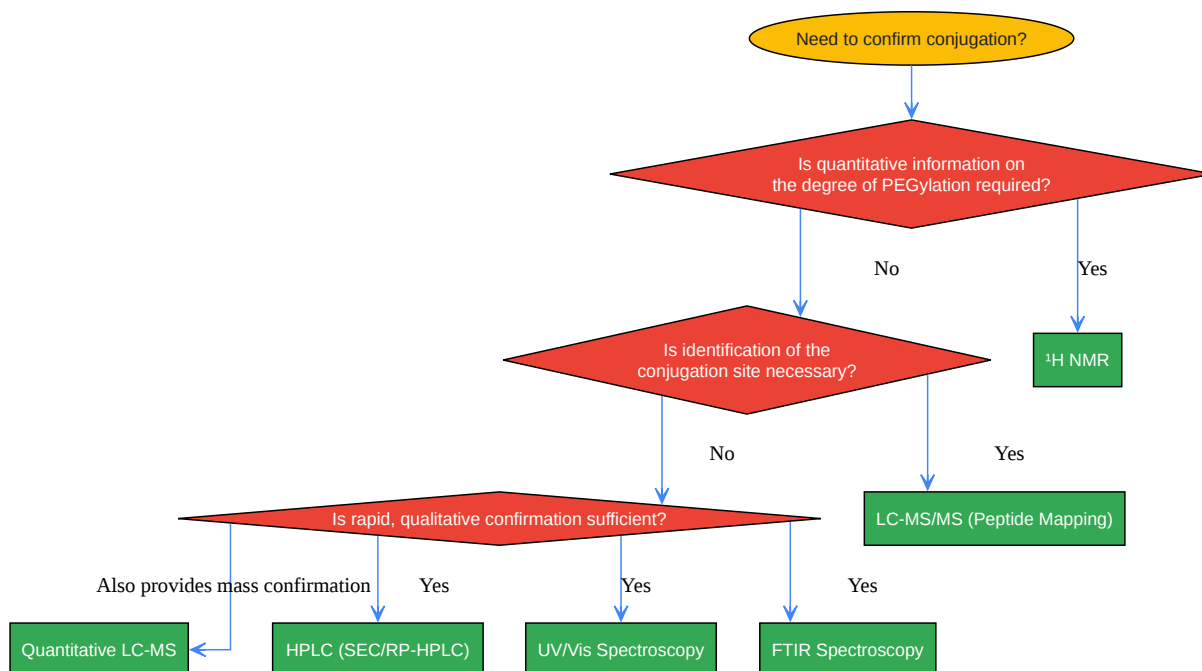 Need to confirm conjugation?
Is quantitative information on
the degree of PEGylation required?
No
Yes
Is identification of the
conjugation site necessary?
¹H NMR
No
Yes
Is rapid, qualitative confirmation sufficient?
LC-MS/MS (Peptide Mapping)
Also provides mass confirmation
Yes
Yes
Yes
Quantitative LC-MS
HPLC (SEC/RP-HPLC)
UV/Vis Spectroscopy
FTIR Spectroscopy